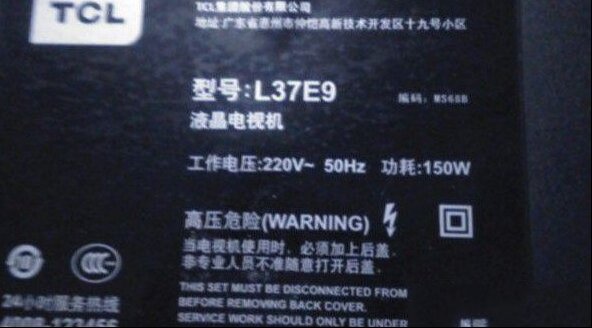 TCL
TCL集团股份有限公司
地址:广东省惠州市仲恺高新技术开发区十九号小区
型号:L37E9
编码: MS68B
液晶电视机
工作电压:220V~ 50Hz 功耗:150W
高压危险(WARNING)
当电视机使用时，必须加上后盖，
非专业人员不准随意打开后盖.
CCC
THIS SET MUST BE DISCONNECTED FROM
BEFORE REMOVING BACK COVER.
SERVICE WORK SHOULD ONLY BE UNDER
24小时服务热线
4008-123456
编号